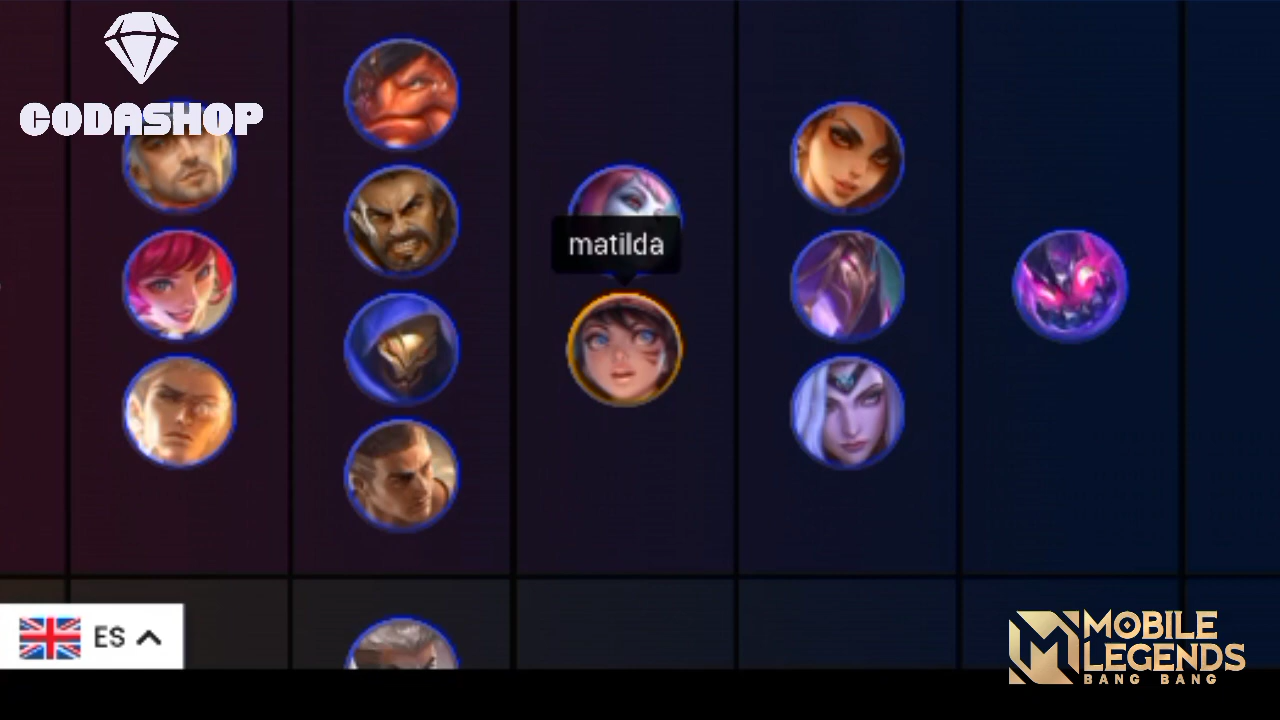 CODASHOP
matilda
ES
MOBILE
LEGENDS
BANG BANG